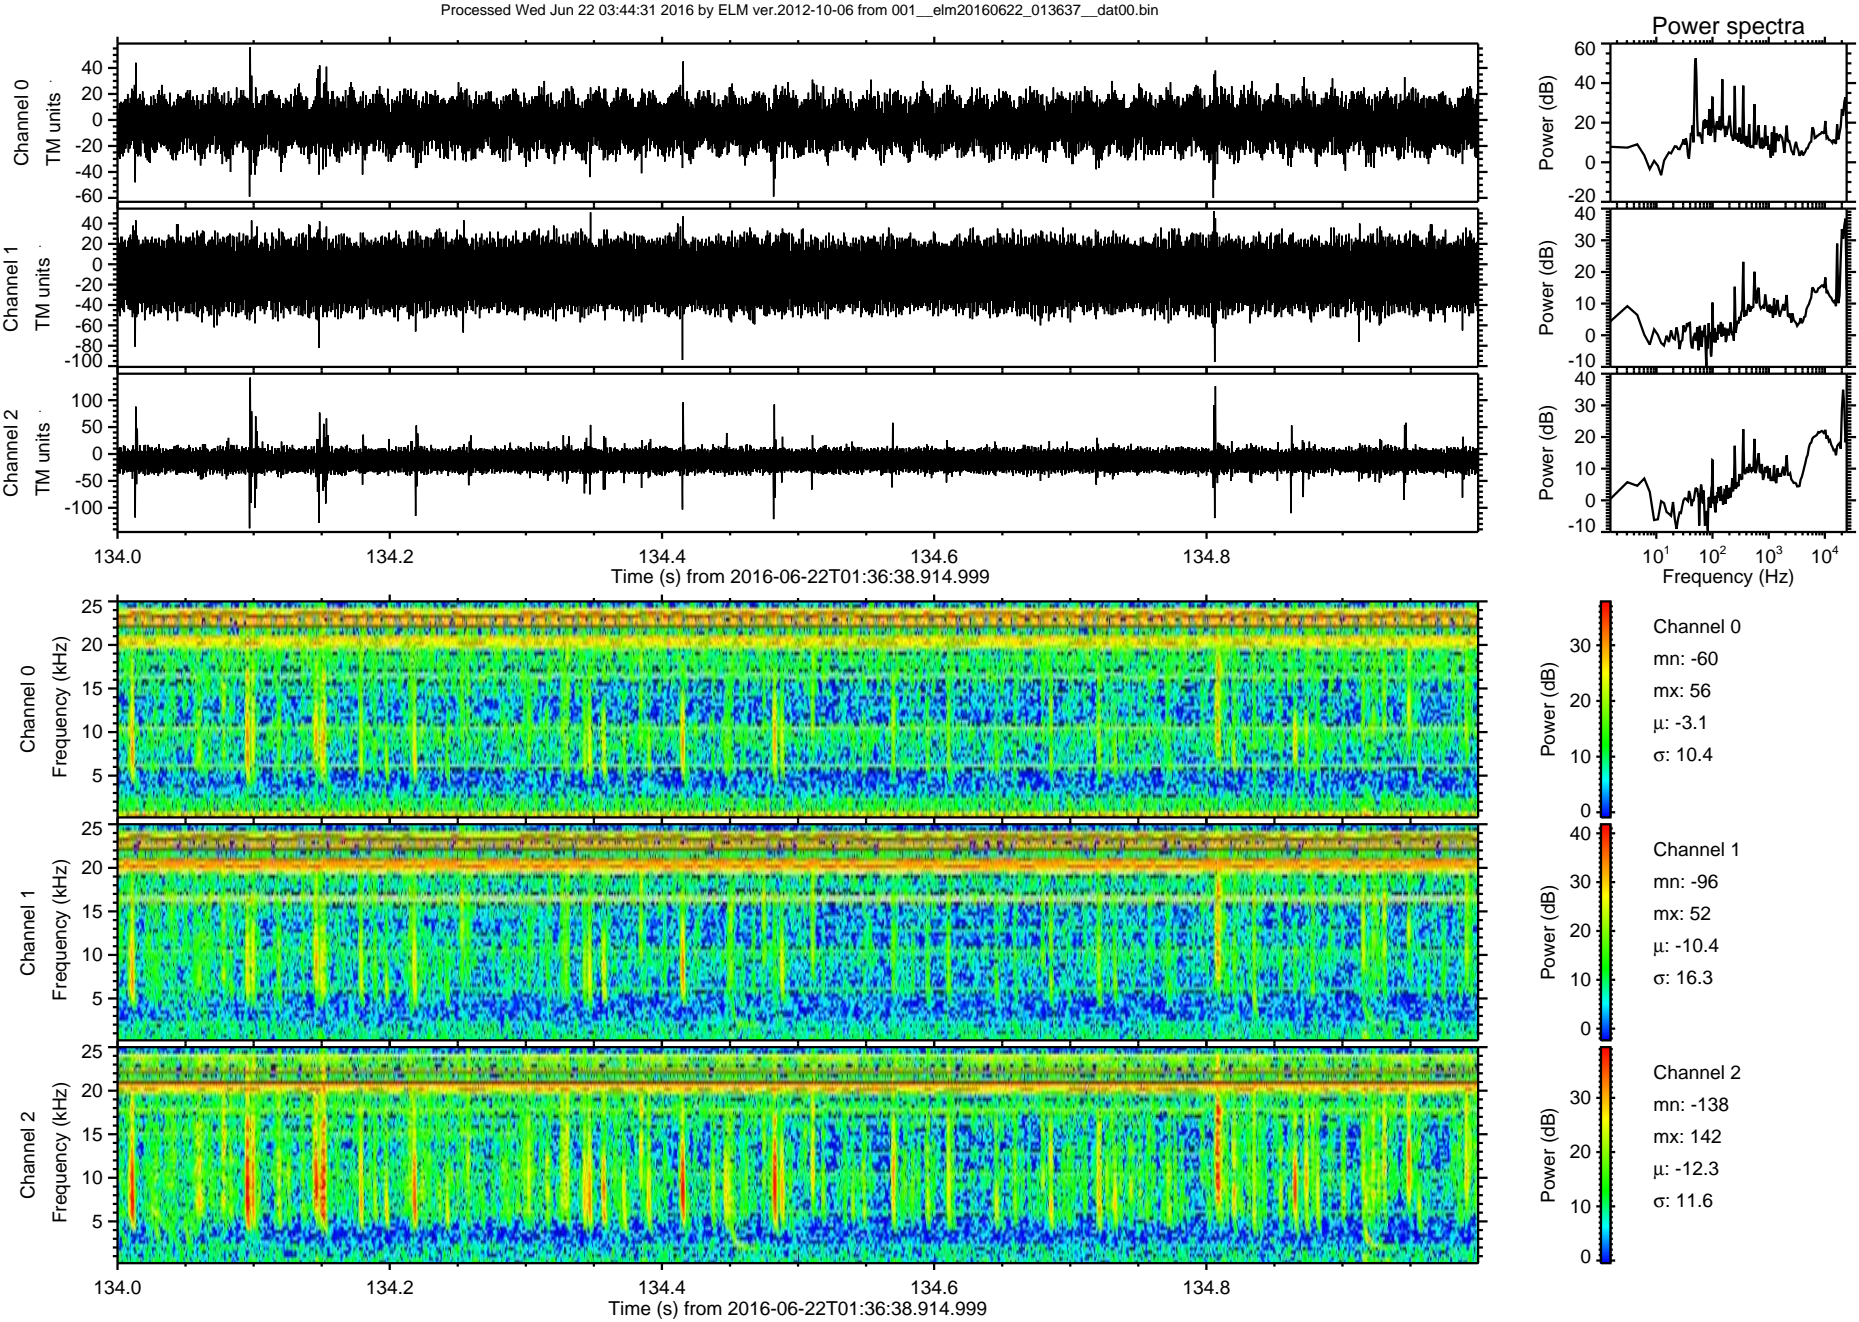 Processed Wed Jun 22 03:44:31 2016 by ELM ver.2012-10-06 from 001__elm20160622_013637__dat00.bin
Power spectra
Channel 0
TM units
40
20
0
-20
-40
-60
Power (dB)
60
40
20
0
-20
Channel 1
TM units
40
20
0
-20
-40
-60
-80
-100
Power (dB)
40
30
20
10
0
-10
Channel 2
TM units
100
50
0
-50
-100
Power (dB)
40
30
20
10
0
-10
134.0 134.2 134.4 134.6 134.8
Time (s) from 2016-06-22T01:36:38.914.999
10¹ 10² 10³ 10⁴
Frequency (Hz)
Channel 0
Frequency (kHz)
25
20
15
10
5
Power (dB)
30
20
10
0
Channel 0
mn: -60
mx: 56
µ: -3.1
σ: 10.4
Channel 1
Frequency (kHz)
25
20
15
10
5
Power (dB)
40
30
20
10
0
Channel 1
mn: -96
mx: 52
µ: -10.4
σ: 16.3
Channel 2
Frequency (kHz)
25
20
15
10
5
Power (dB)
30
20
10
0
Channel 2
mn: -138
mx: 142
µ: -12.3
σ: 11.6
134.0 134.2 134.4 134.6 134.8
Time (s) from 2016-06-22T01:36:38.914.999